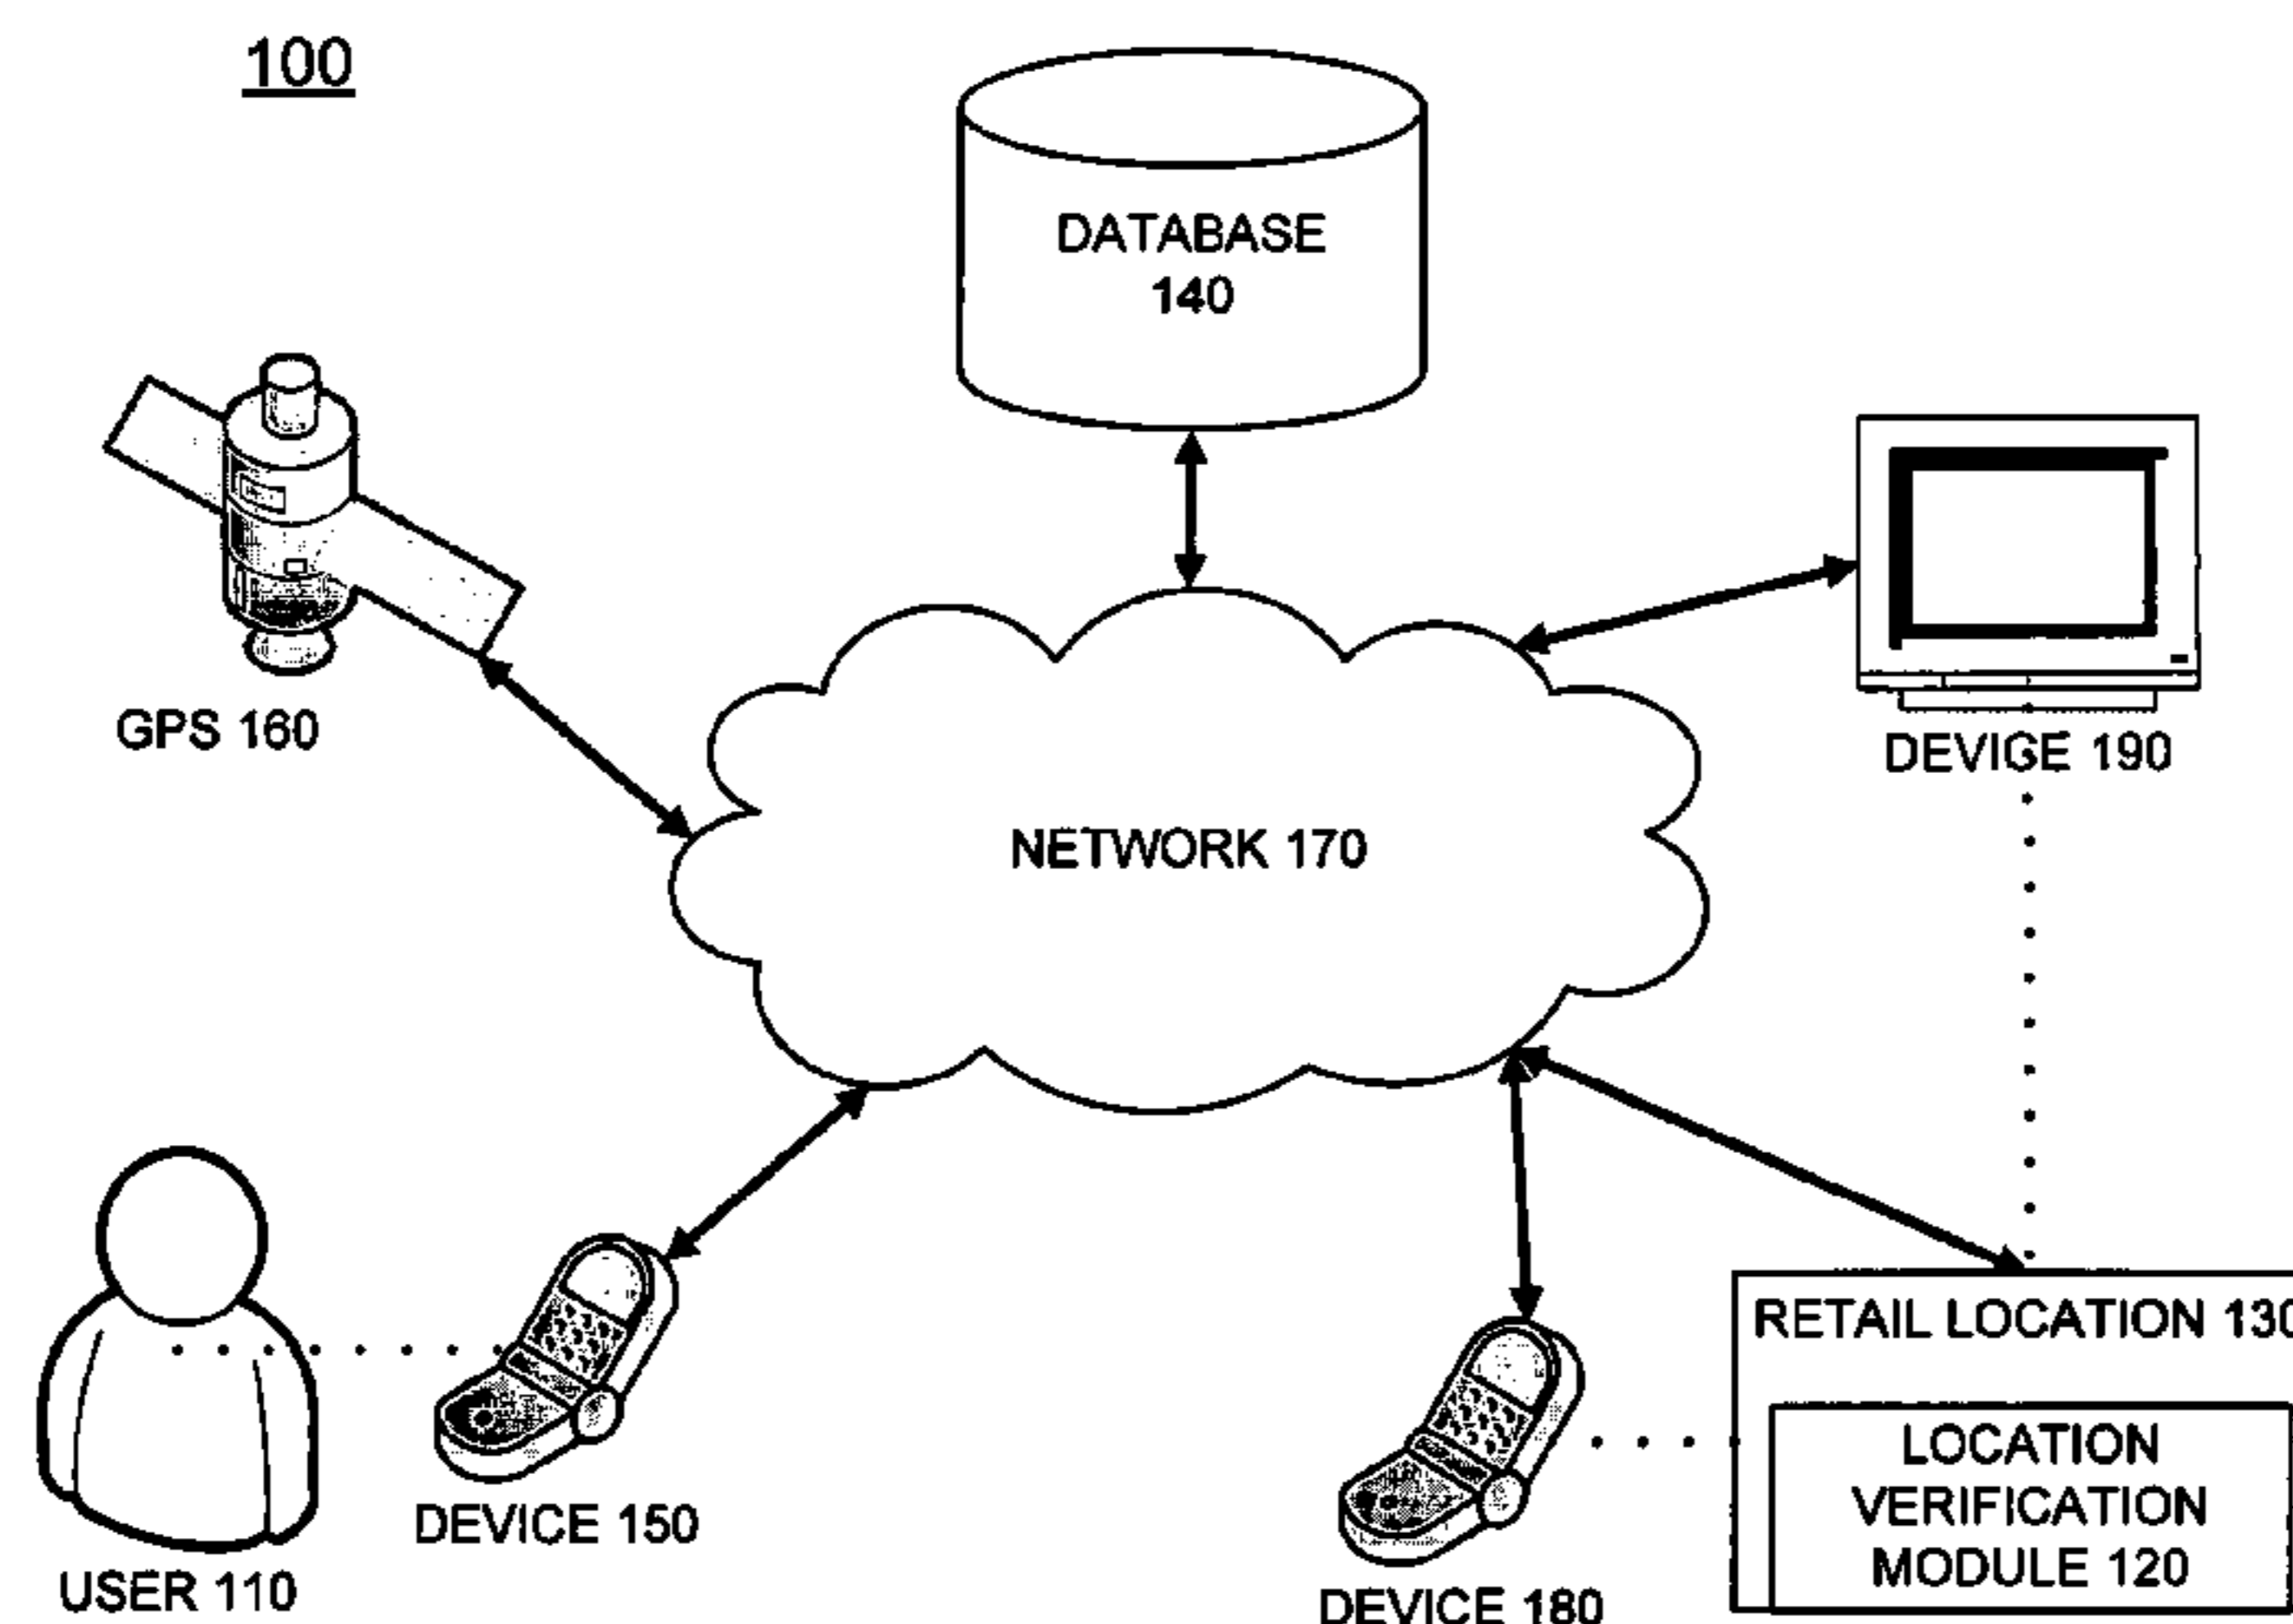 100
DATABASE
140
GPS 160
DEVICE 190
NETWORK 170
RETAIL LOCATION 130
LOCATION
VERIFICATION
MODULE 120
DEVICE 150
USER 110
DEVICE 180